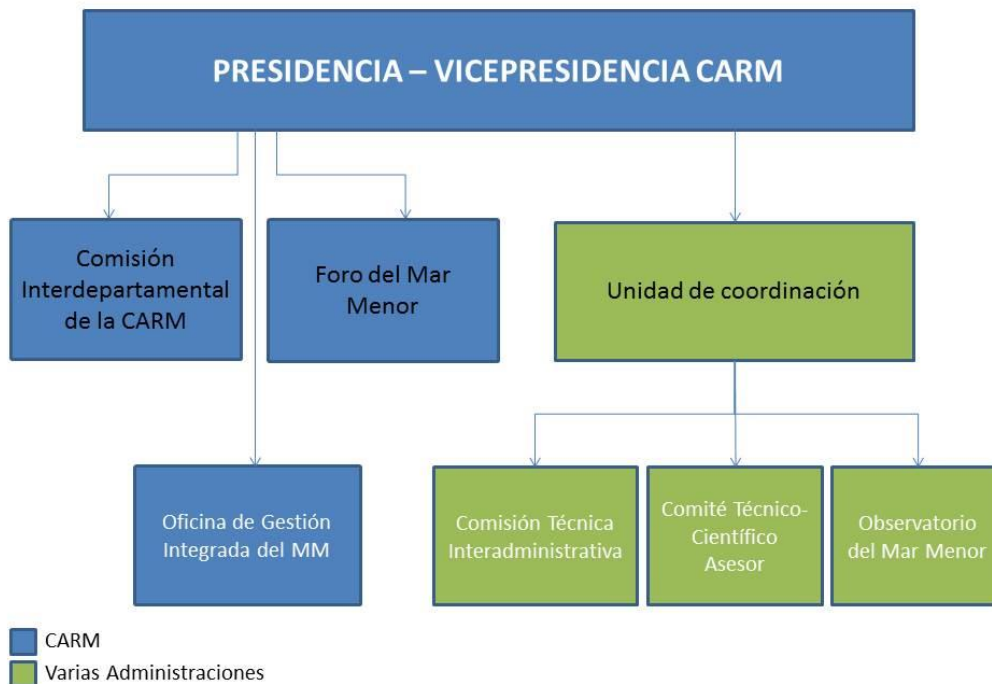 PRESIDENCIA – VICEPRESIDENCIA CARM
Comisión
Interdepartamental
de la CARM
Foro del Mar
Menor
Unidad de coordinación
Oficina de Gestión
Integrada del MM
Comisión Técnica
Interadministrativa
Comité Técnico-
Científico
Asesor
Observatorio
del Mar Menor
CARM
Varias Administraciones